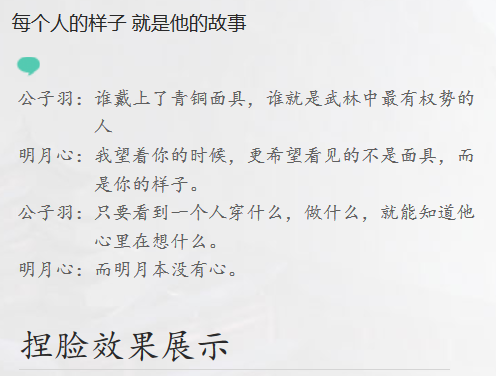 每个人的样子 就是他的故事
公子羽：谁戴上了青铜面具，谁就是武林中最有权势的
人
明月心：我望着你的时候，更希望看见的不是面具，而
是你的样子。
公子羽：只要看到一个人穿什么，做什么，就能知道他
心里在想什么。
明月心：而明月本没有心。
捏脸效果展示